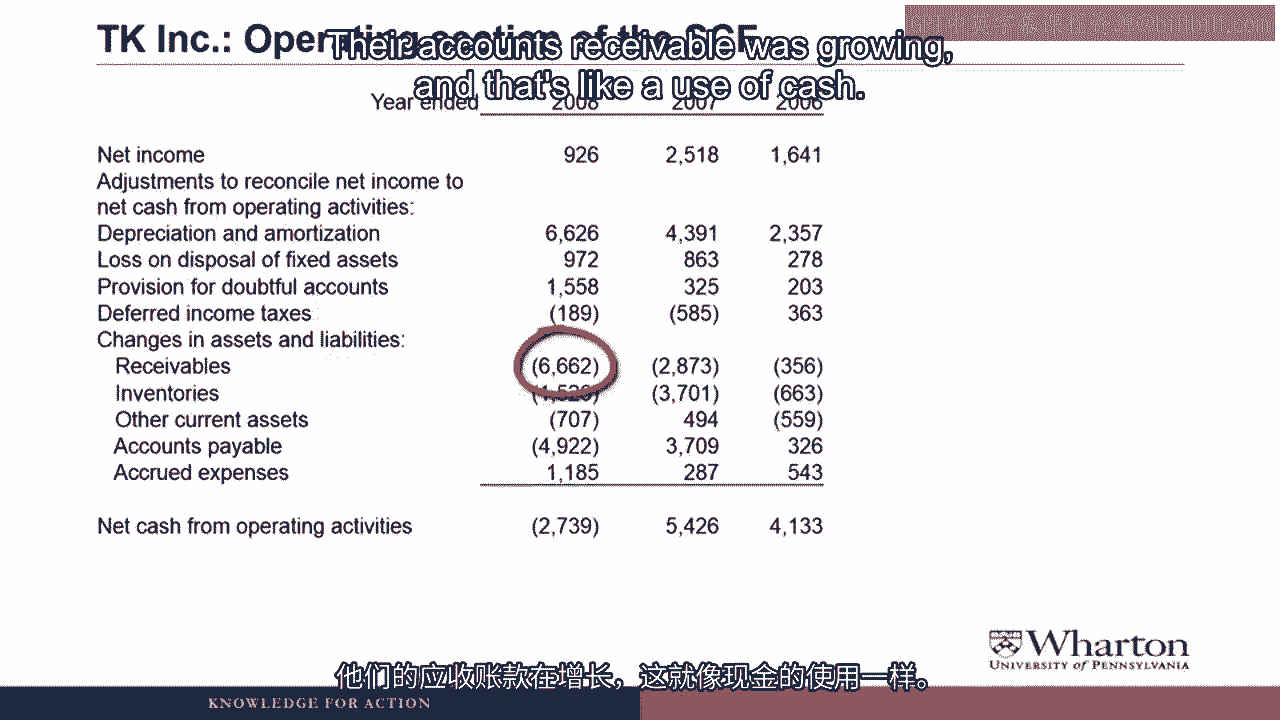 TK Inc.: Operating section of the SCF
Their accounts receivable was growing,
and that's like a use of cash.
Year ended 2008 2007 2006
Net income 926 2,518 1,641
Adjustments to reconcile net income to
net cash from operating activities:
Depreciation and amortization 6,626 4,391 2,357
Loss on disposal of fixed assets 972 863 278
Provision for doubtful accounts 1,558 325 203
Deferred income taxes (189) (585) 363
Changes in assets and liabilities:
Receivables (6,662) (2,873) (356)
Inventories (3,701) (663)
Other current assets (707) 494 (559)
Accounts payable (4,922) 3,709 326
Accrued expenses 1,185 287 543
Net cash from operating activities (2,739) 5,426 4,133
Wharton
UNIVERSITY OF PENNSYLVANIA
他们的应收账款在增长，这就像现金的使用一样。
KNOWLEDGE FOR ACTION